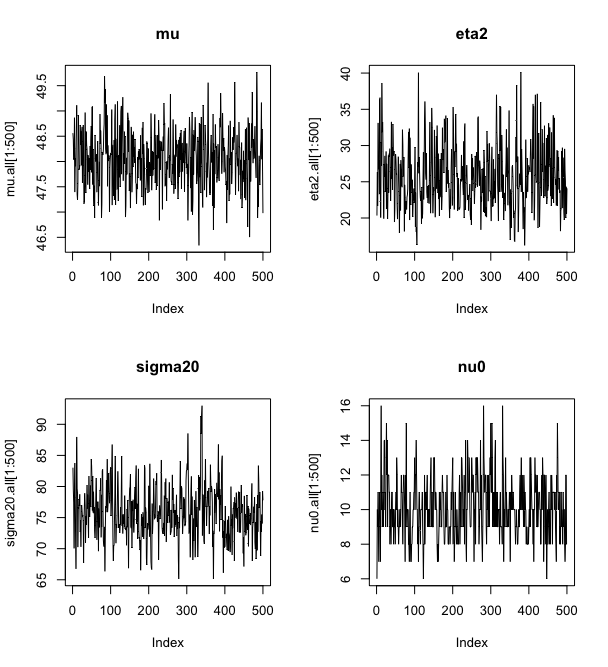 mu
mu.all[1:500]
46.5 47.5 48.5 49.5
0 100 200 300 400 500
Index
eta2
eta2.all[1:500]
20 25 30 35 40
0 100 200 300 400 500
Index
sigma20
sigma20.all[1:500]
65 70 75 80 85 90
0 100 200 300 400 500
Index
nu0
nu0.all[1:500]
6 8 10 12 14 16
0 100 200 300 400 500
Index